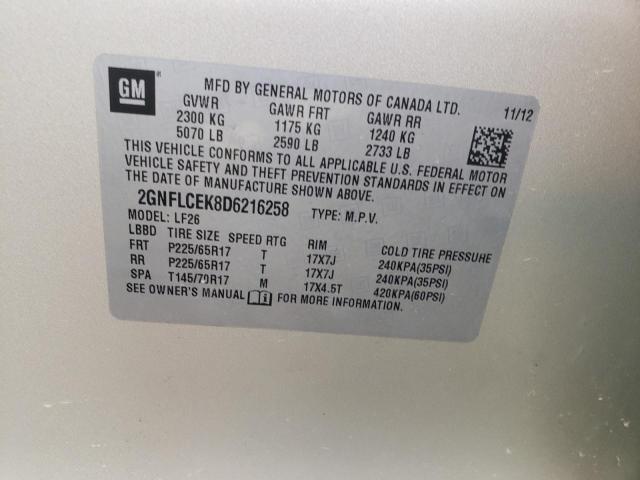 GM
MFD BY GENERAL MOTORS OF CANADA LTD.
11/12
GVWR GAWR FRT GAWR RR
2300 KG 1175 KG 1240 KG
5070 LB 2590 LB 2733 LB
THIS VEHICLE CONFORMS TO ALL APPLICABLE U.S. FEDERAL MOTOR
VEHICLE SAFETY AND THEFT PREVENTION STANDARDS IN EFFECT ON
THE DATE OF MANUFACTURE SHOWN ABOVE.
2GNFLCEK8D6216258 TYPE: M.P.V.
MODEL: LF26
LBBD TIRE SIZE SPEED RTG RIM COLD TIRE PRESSUHE
FRT P225/65R17 T 17X7J 240KPA(35PSI)
RR P225/65R17 T 17X7J 240KPA(35PSI)
SPA T145/70R17 M 17X4.5T 420KPA(60PSI)
SEE OWNER'S MANUAL FOR MORE INFORMATION.